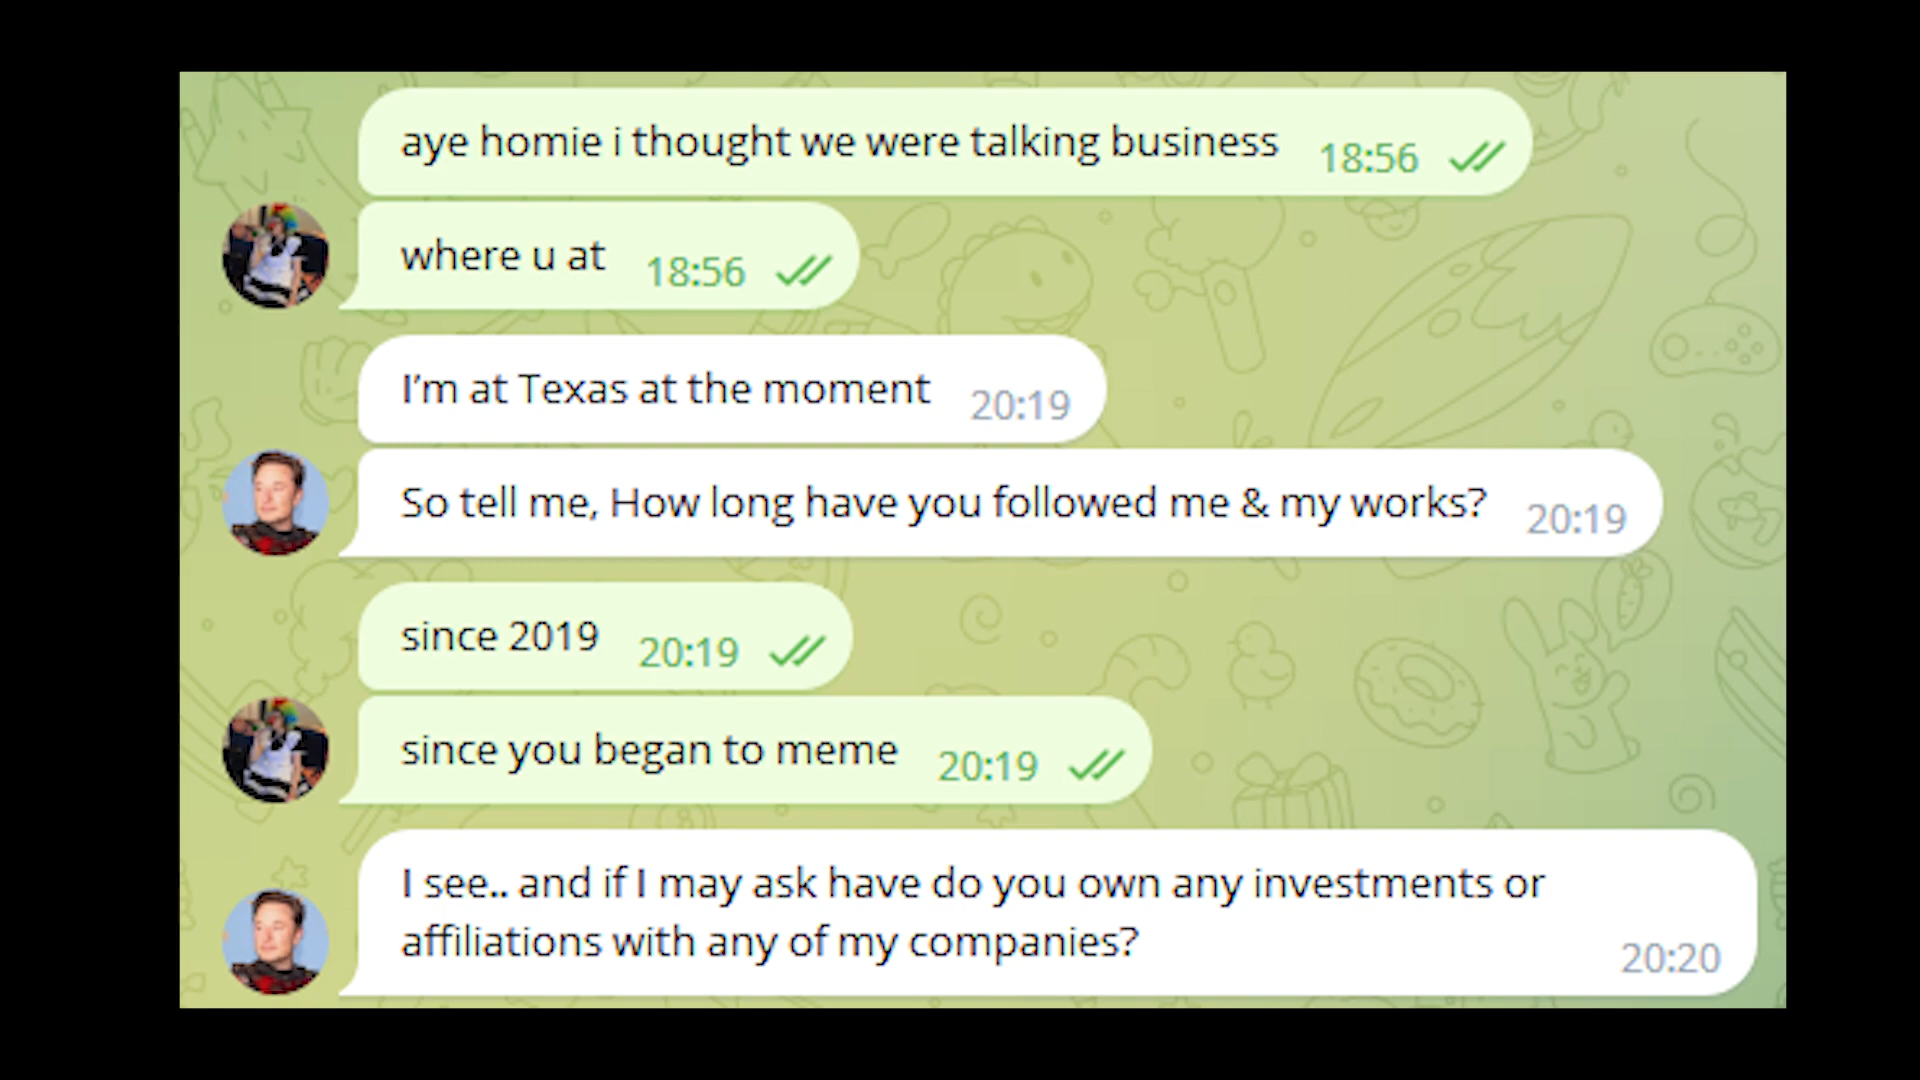 aye homie i thought we were talking business 18:56
where u at 18:56
I'm at Texas at the moment 20:19
So tell me, How long have you followed me & my works? 20:19
since 2019 20:19
since you began to meme 20:19
I see.. and if I may ask have do you own any investments or
affiliations with any of my companies? 20:20